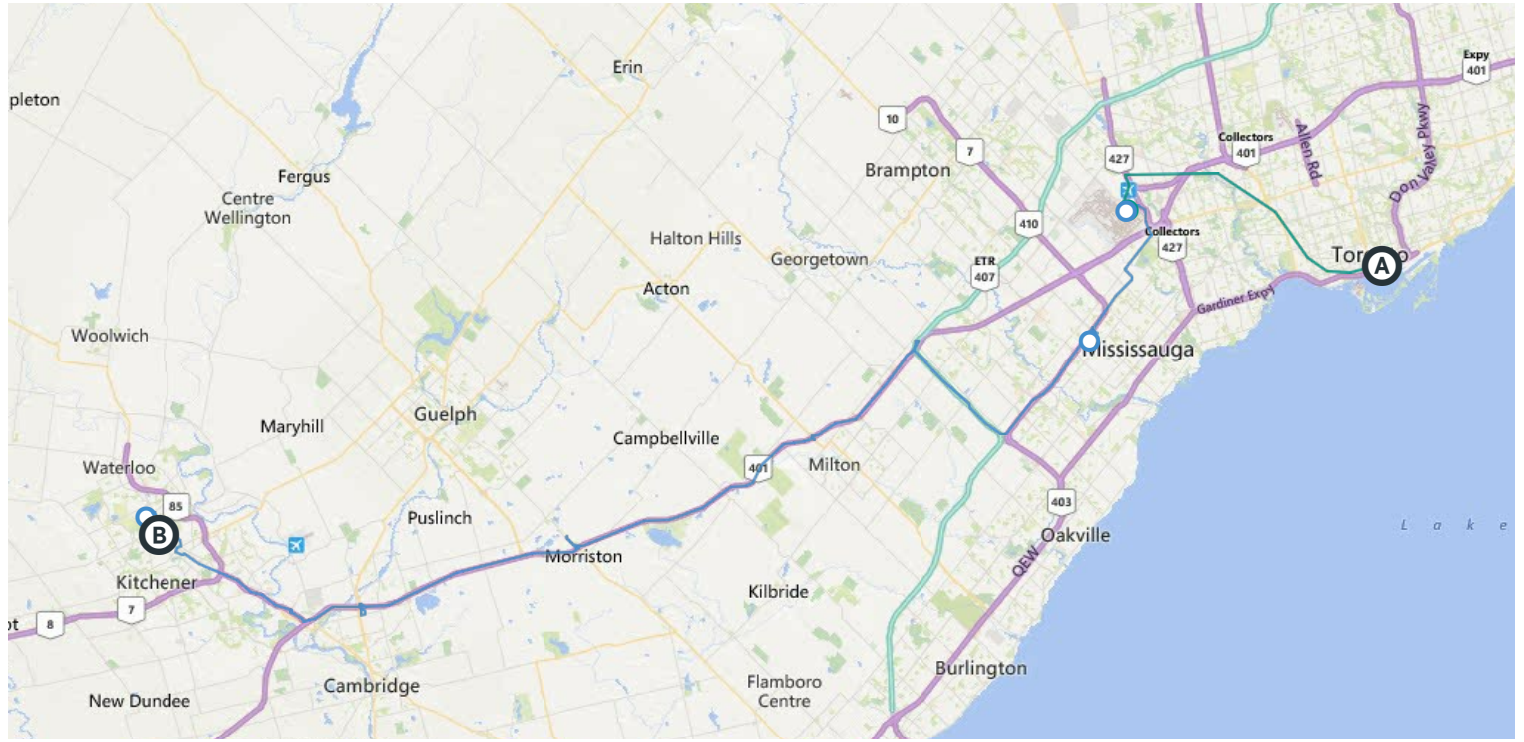 Expy
401
Erin
pleton
10
Collectors
401
Allen Rd
Don Valley Pkwy
7
427
Brampton
Fergus
Centre
Wellington
410
Halton Hills
Georgetown
Collectors
427
ETR
407
Acton
Gardiner Expy
A
Woolwich
Mississauga
Guelph
Maryhill
Campbellville
401
Milton
Waterloo
85
403
Puslinch
B
Oakville
Lake
Morriston
Kitchener
QEW
Kilbride
7
8
ot
Burlington
Cambridge
Flamboro
Centre
New Dundee